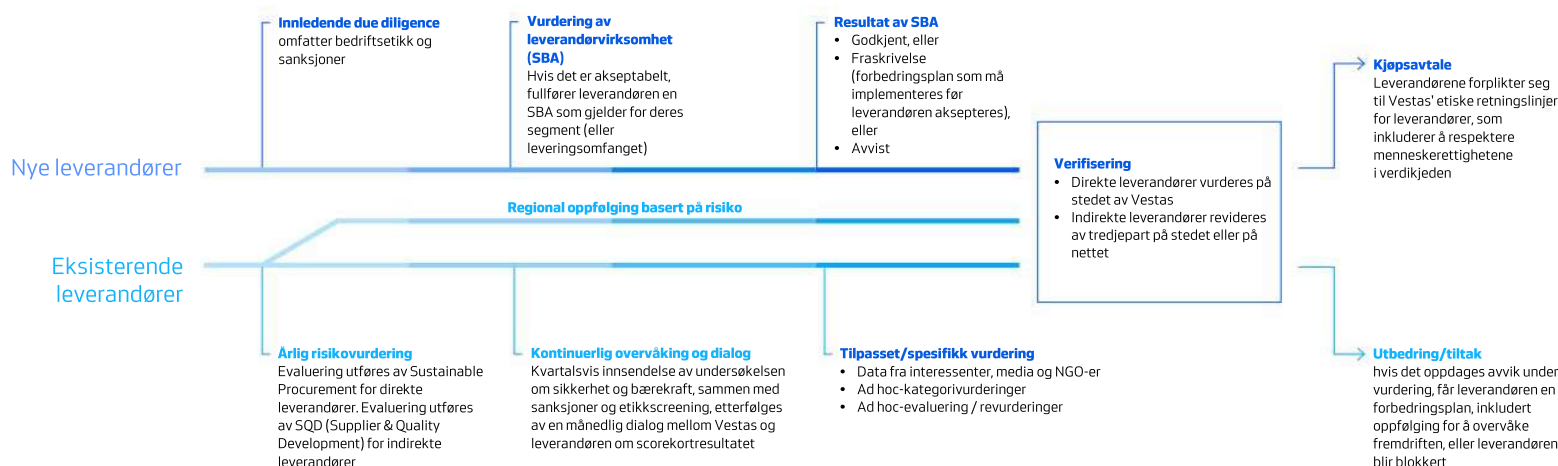 Innledende due diligence
omfatter bedriftsetikk og
sanksjoner
Vurdering av
leverandørvirksomhet
(SBA)
Hvis det er akseptabelt,
fullfører leverandøren en
SBA som gjelder for deres
segment (eller
leveringsomfanget)
Resultat av SBA
• Godkjent, eller
• Fraskrivelse
(forbedringsplan som må
implementeres før
leverandøren aksepteres),
eller
• Avvist
Kjøpsavtale
Leverandørene forplikter seg
til Vestas' etiske retningslinjer
for leverandører, som
inkluderer å respektere
menneskerettighetene
i verdikjeden
Nye leverandører
Verifisering
• Direkte leverandører vurderes på
stedet av Vestas
• Indirekte leverandører revideres
av tredjepart på stedet eller på
nettet
Regional oppfølging basert på risiko
Eksisterende
leverandører
Årlig risikovurdering
Evaluering utføres av Sustainable
Procurement for direkte
leverandører. Evaluering utføres
av SQD (Supplier & Quality
Development) for indirekte
leverandører
Kontinuerlig overvåking og dialog
Kvartalsvis innsendelse av undersøkelsen
om sikkerhet og bærekraft, sammen med
sanksjoner og etikkscreening, etterfølges
av en månedlig dialog mellom Vestas og
leverandøren om scorekortresultatet
Tilpasset/spesifikk vurdering
• Data fra interessenter, media og NGO-er
• Ad hoc-kategorivurderinger
• Ad hoc-evaluering / revurderinger
Utbedring/tiltak
hvis det oppdages avvik under
vurdering, får leverandøren en
forbedringsplan, inkludert
oppfølging for å overvåke
fremdriften, eller leverandøren
blir blokkert